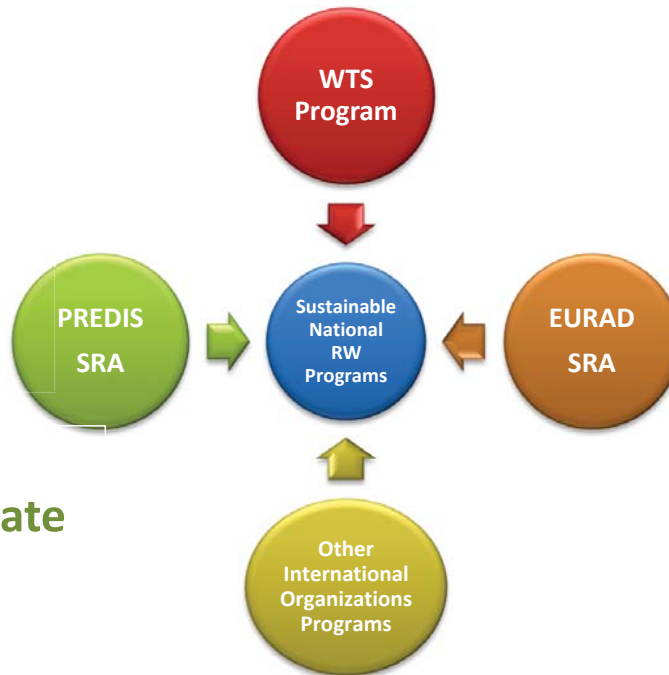 WTS
Program
PREDIS
SRA
Sustainable
National
RW
Programs
EURAD
SRA
ate
Other
International
Organizations
Programs